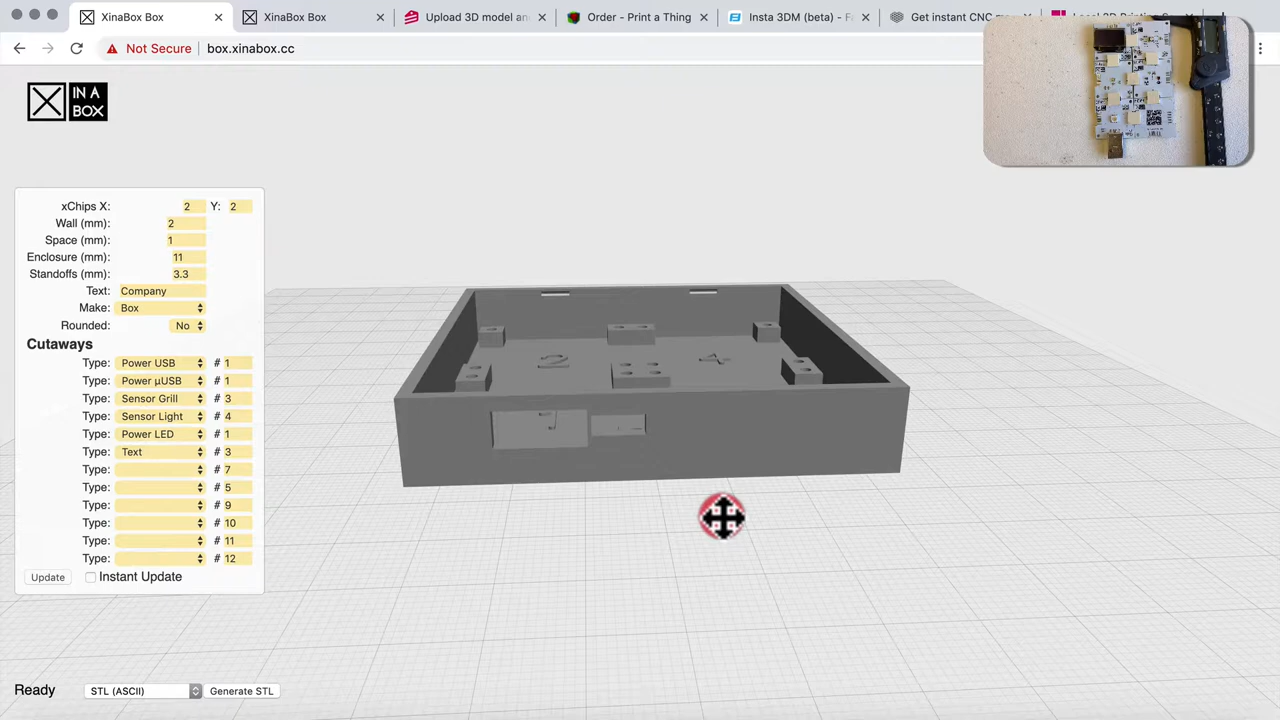 XinaBox Box
XinaBox Box
Upload 3D model an
Order - Print a Thing
Insta 3DM (beta) - Fa
Get instant CNC
Not Secure
box.xinabox.cc
IN A
BOX
xChips X: 2 Y: 2
Wall (mm): 2
Space (mm): 1
Enclosure (mm): 11
Standoffs (mm): 3.3
Text: Company
Make: Box
Rounded: No
Cutaways
Type: Power USB # 1
Type: Power µUSB # 1
Type: Sensor Grill # 3
Type: Sensor Light # 4
Type: Power LED # 1
Type: Text # 3
Type: # 7
Type: # 5
Type: # 9
Type: # 10
Type: # 11
Type: # 12
Update
Instant Update
2
4
Ready
STL (ASCII)
Generate STL